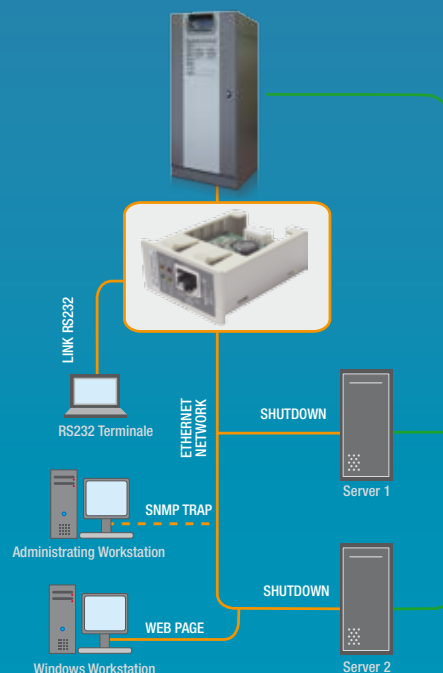 LINK RS232
RS232 Terminale
ETHERNET
NETWORK
SHUTDOWN
Server 1
SNMP TRAP
Administrating Workstation
SHUTDOWN
WEB PAGE
Windows Workstation
Server 2